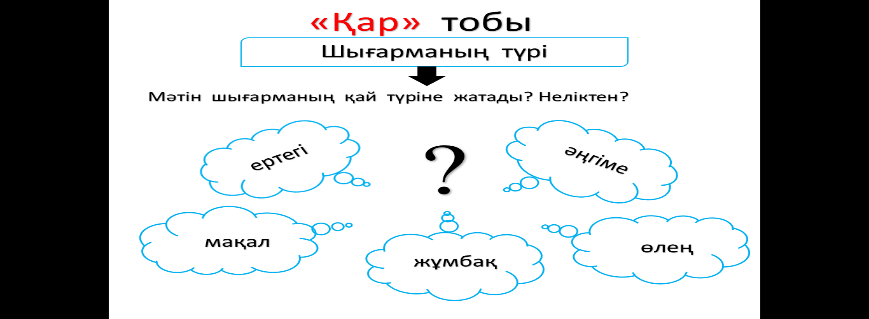 «Қар» тобы
Шығарманың түрі
Мәтін шығарманың қай түріне жатады? Неліктен?
ертегі
?
әңгіме
мақал
жұмбақ
өлең